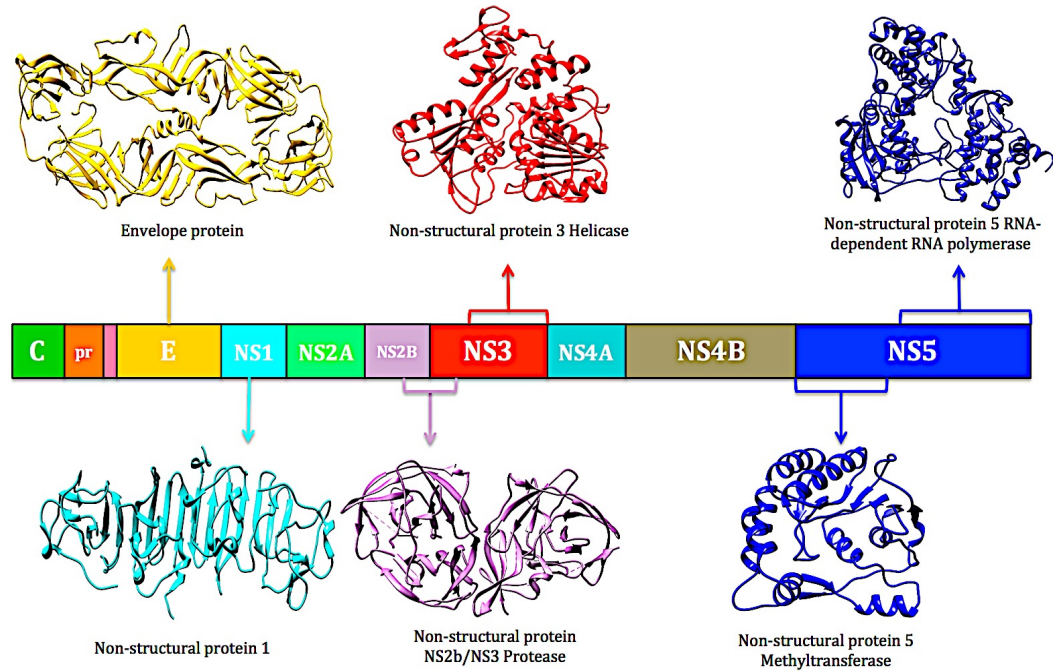 Envelope protein
Non-structural protein 3 Helicase
Non-structural protein 5 RNA-
dependent RNA polymerase
C
pr
E
NS1
NS2A
NS2B
NS3
NS4A
NS4B
NS5
Non-structural protein 1
Non-structural protein
NS2b/NS3 Protease
Non-structural protein 5
Methyltransferase